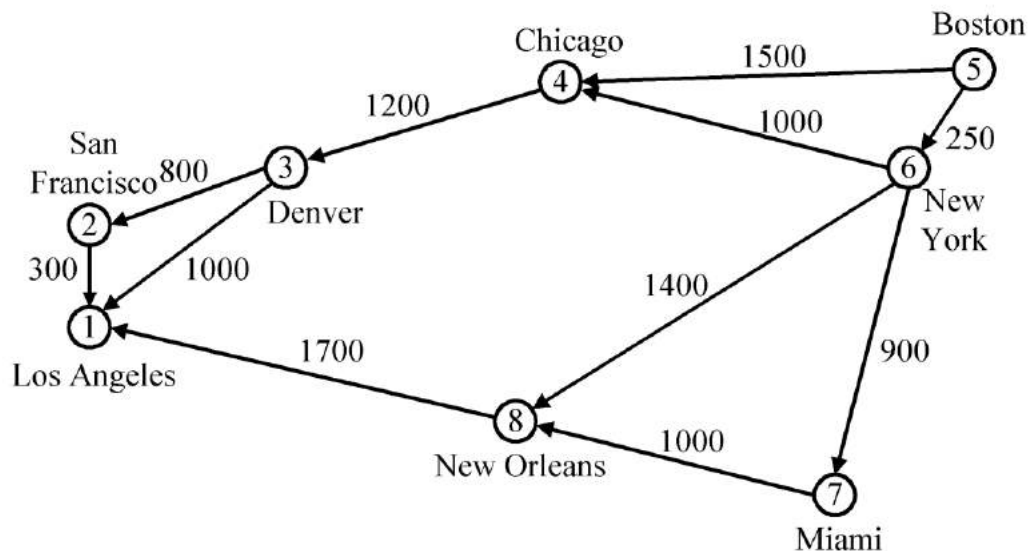 Boston
Chicago
1500
5
4
1200
1000
250
San
Francisco
800
3
6
Denver
New
York
2
300
1000
1400
1
Los Angeles
1700
900
8
1000
New Orleans
7
Miami